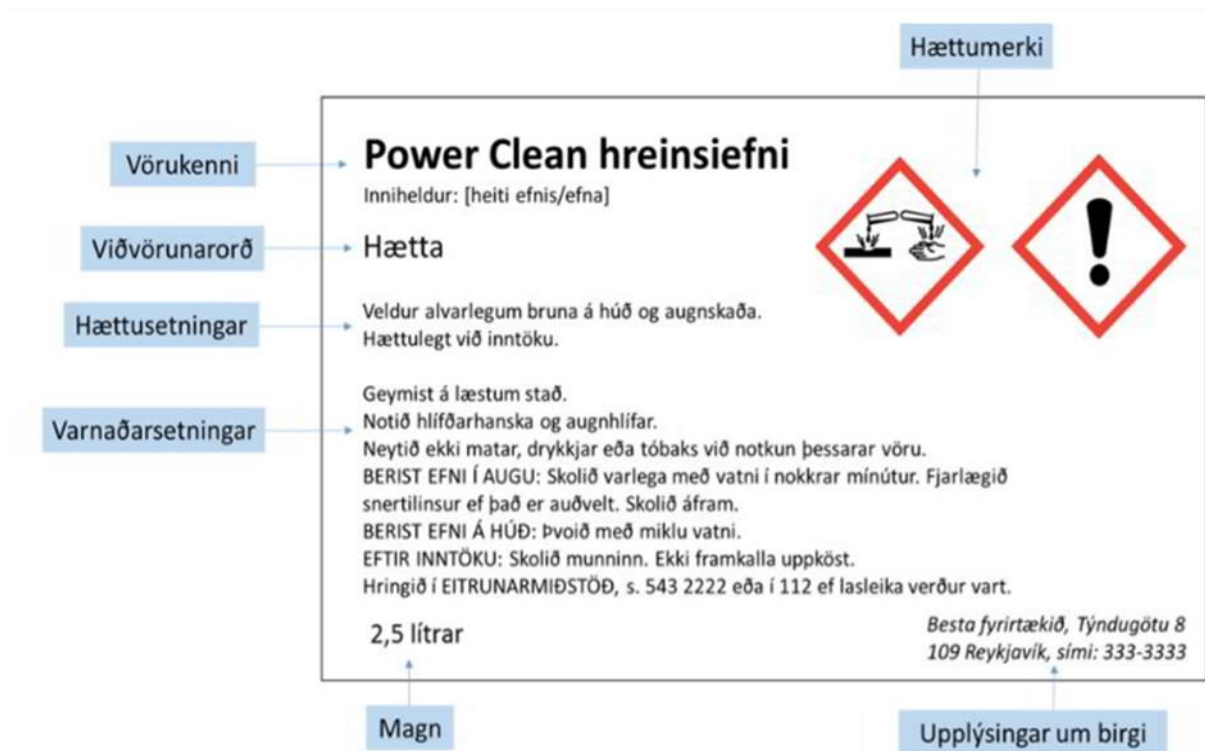 Hættumerki
Vörukenni
Power Clean hreinsiefni
Inniheldur: [heiti efnis/efna]
Viðvörunarorð
Hætta
Hættusetningar
Veldur alvarlegum bruna á húð og augnskaða.
Hættulegt við inntöku.
Varnaðarsetningar
Geymist á læstum stað.
Notið hlífðarhanska og augnhlífar.
Neytið ekki matar, drykkjar eða tóbaks við notkun þessarar vöru.
BERIST EFNI Í AUGU: Skolið varlega með vatni í nokkrar mínútur. Fjarlægið
snertilinsur ef það er auðvelt. Skolið áfram.
BERIST EFNI Á HÚÐ: Þvoið með miklu vatni.
EFTIR INNTÖKU: Skolið munninn. Ekki framkalla uppköst.
Hringið í EITRUNARMIÐSTÖÐ, s. 543 2222 eða í 112 ef lasleika verður vart.
2,5 lítrar
Besta fyrirtækið, Týndugötu 8
109 Reykjavík, sími: 333-3333
Magn
Upplýsingar um birgi